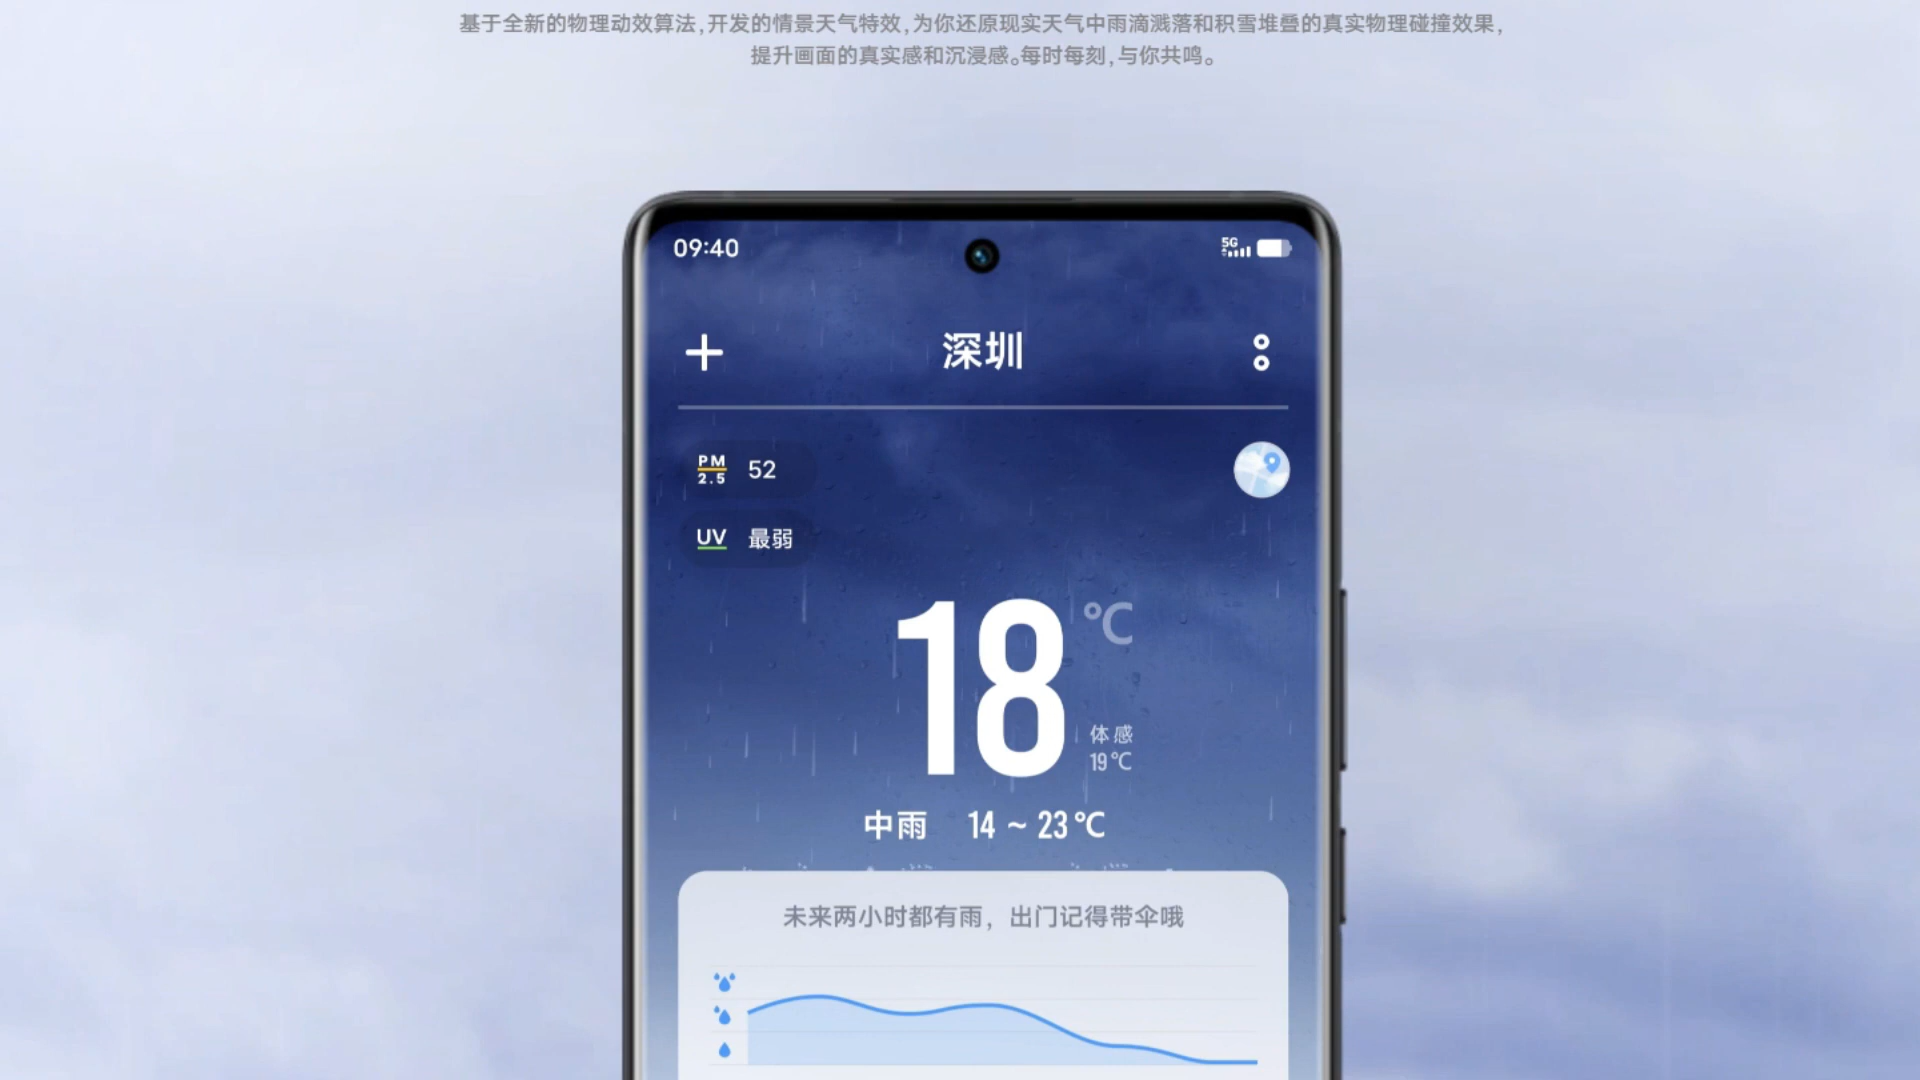 基于全新的物理动效算法,开发的情景天气特效,为你还原现实天气中雨滴溅落和积雪堆叠的真实物理碰撞效果,
提升画面的真实感和沉浸感。每时每刻,与你共鸣。
09:40
5G
深圳
PM
2.5
52
UV
最弱
18
°C
体感
19°C
中雨 14 ~ 23°C
未来两小时都有雨，出门记得带伞哦